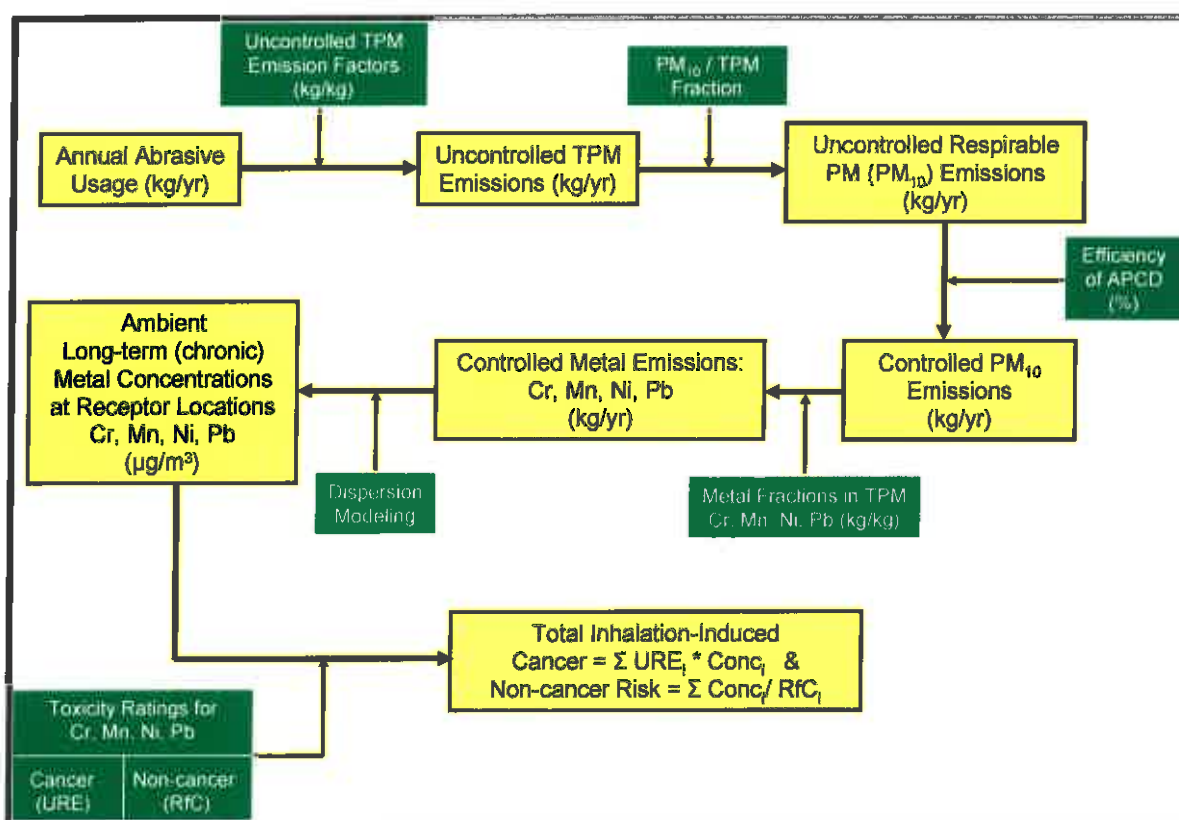 Uncontrolled TPM
Emission Factors
(kg/kg)
PM₁₀ / TPM
Fraction
Annual Abrasive
Usage (kg/yr)
Uncontrolled TPM
Emissions (kg/yr)
Uncontrolled Respirable
PM (PM₁₀) Emissions
(kg/yr)
Efficiency
of APCD
(%)
Ambient
Long-term (chronic)
Metal Concentrations
at Receptor Locations
Cr, Mn, Ni, Pb
(µg/m³)
Controlled Metal Emissions:
Cr, Mn, Ni, Pb
(kg/yr)
Controlled PM₁₀
Emissions
(kg/yr)
Dispersion
Modeling
Metal Fractions in TPM
Cr, Mn, Ni, Pb (kg/kg)
Total Inhalation-Induced
Cancer = Σ UREᵢ * Concᵢ &
Non-cancer Risk = Σ Concᵢ/ RfCᵢ
Toxicity Ratings for
Cr, Mn, Ni, Pb
Cancer
(URE)
Non-cancer
(RfC)